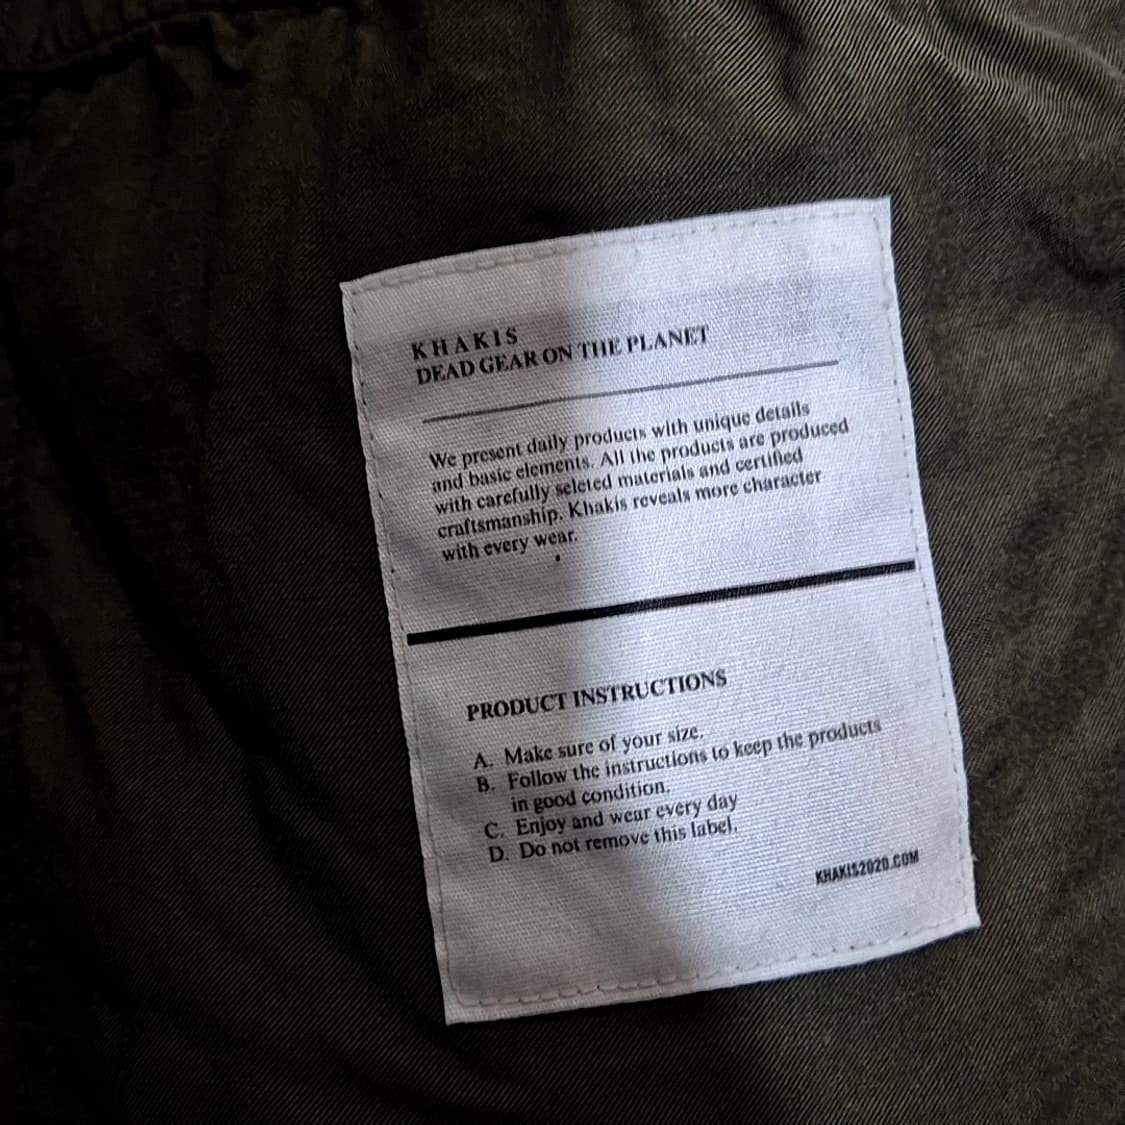 KHAKIS
DEAD GEAR ON THE PLANET
We present daily products with unique details
and basic elements. All the products are produced
with carefully seleted materials and certified
craftsmanship. Khakis reveals more character
with every wear.
PRODUCT INSTRUCTIONS
A. Make sure of your size.
B. Follow the instructions to keep the products
in good condition.
C. Enjoy and wear every day
D. Do not remove this label.
KHAKIS2020.COM